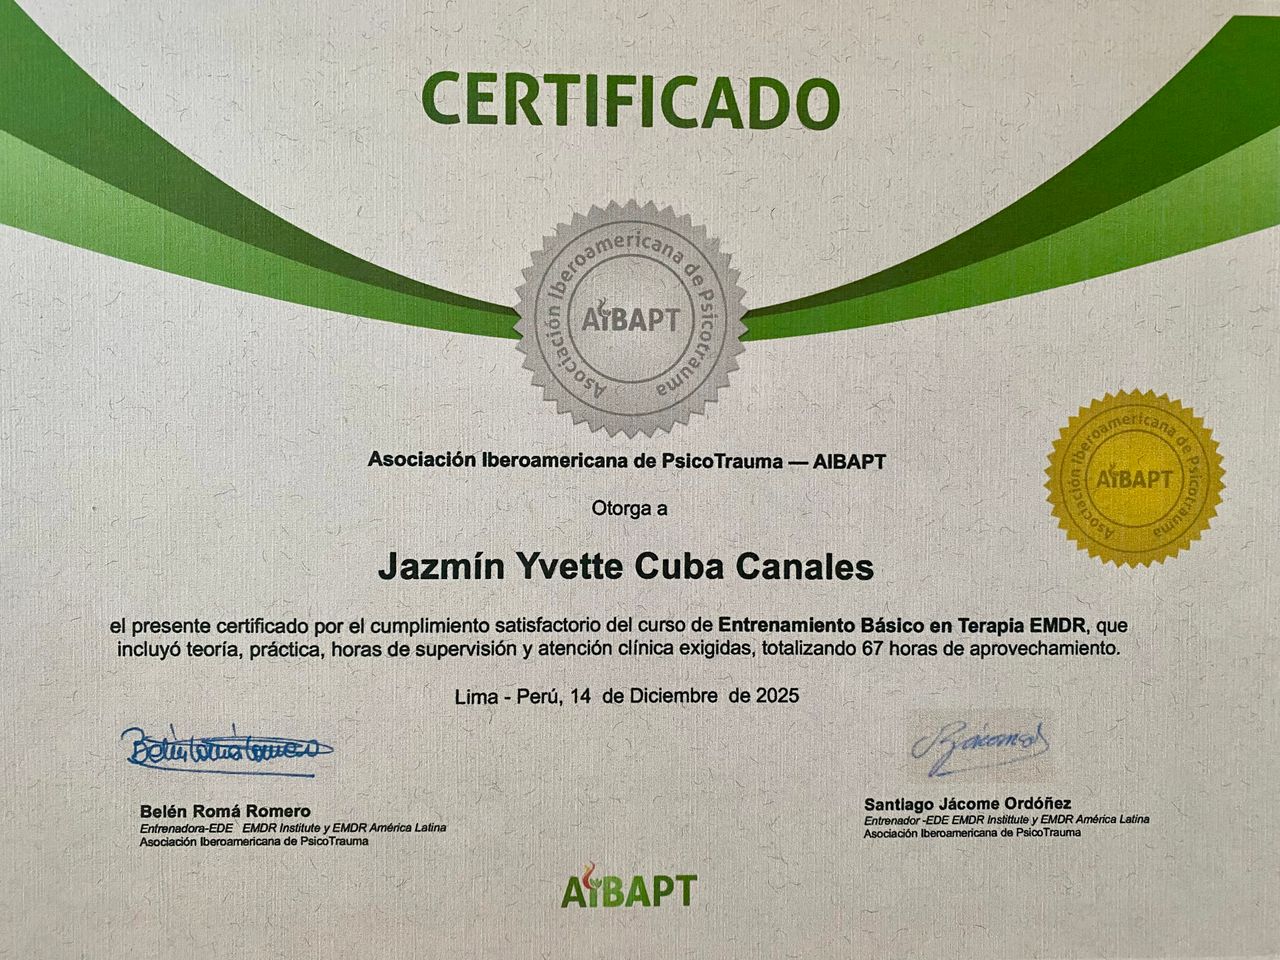 CERTIFICADO
Asociación Iberoamericana de Psicotrauma
AiBAPT
Asociación Iberoamericana de PsicoTrauma — AIBAPT
Asociación Iberoamericana de Psicotrauma
AiBAPT
Otorga a
Jazmín Yvette Cuba Canales
el presente certificado por el cumplimiento satisfactorio del curso de Entrenamiento Básico en Terapia EMDR, que
incluyó teoría, práctica, horas de supervisión y atención clínica exigidas, totalizando 67 horas de aprovechamiento.
Lima - Perú, 14 de Diciembre de 2025
Belén Romá Romero
Entrenadora-EDE EMDR Institute y EMDR América Latina
Asociación Iberoamericana de PsicoTrauma
Santiago Jácome Ordóñez
Entrenador -EDE EMDR Instittute y EMDR América Latina
Asociación Iberoamericana de PsicoTrauma
AiBAPT